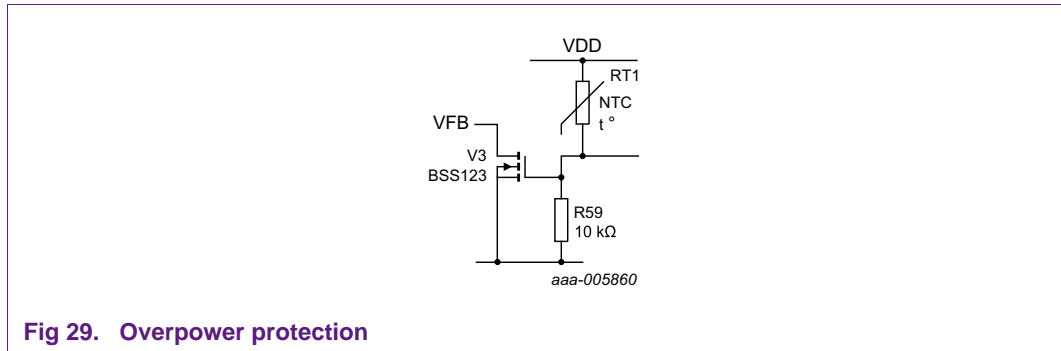 VDD
RT1
NTC
t°
VFB
V3
BSS123
R59
10 kΩ
aaa-005860
Fig 29. Overpower protection